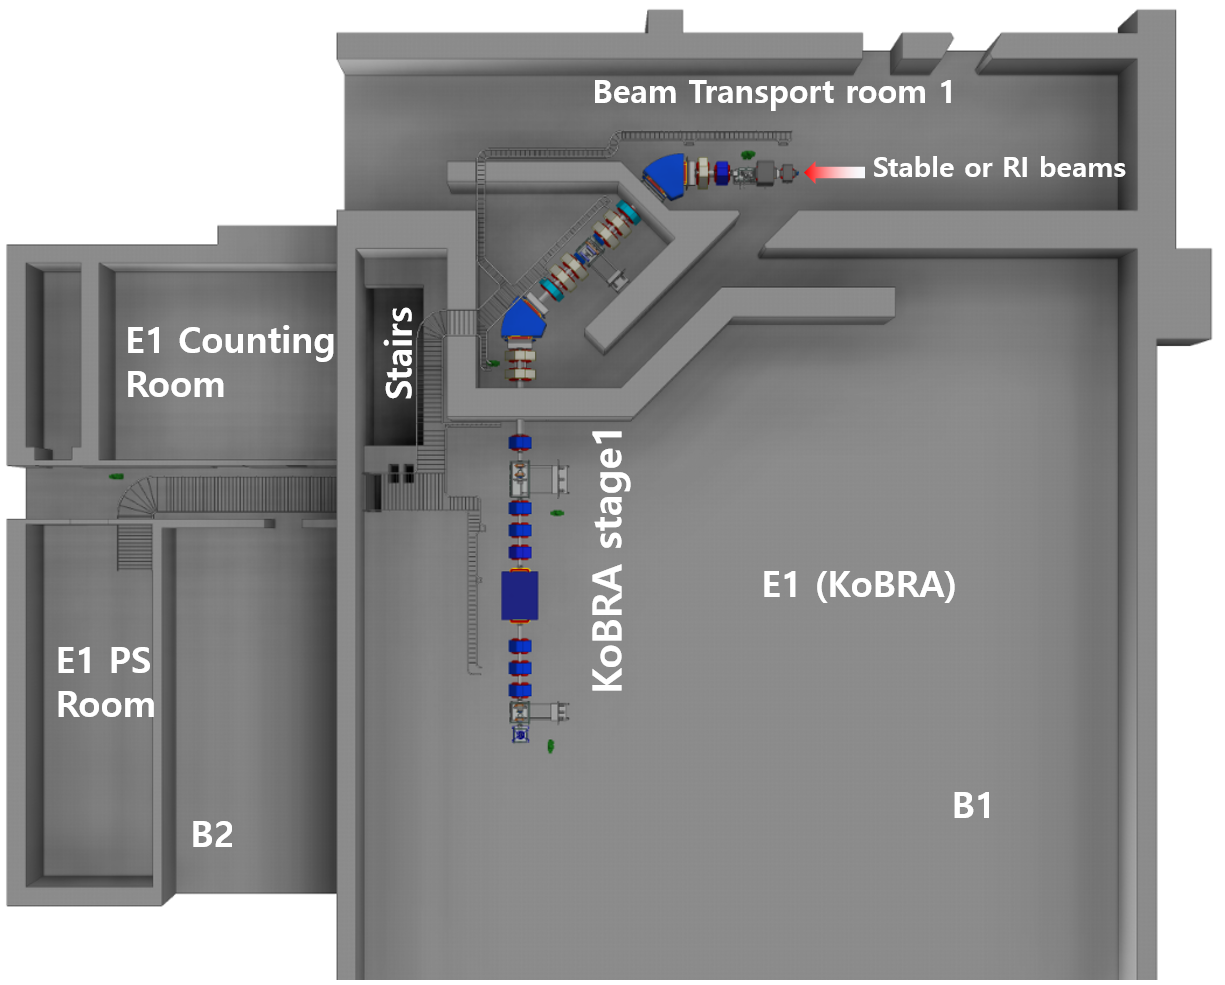 Beam Transport room 1
Stable or RI beams
E1 Counting
Room
Stairs
KoBRA stage1
E1 (KoBRA)
E1 PS
Room
B1
B2